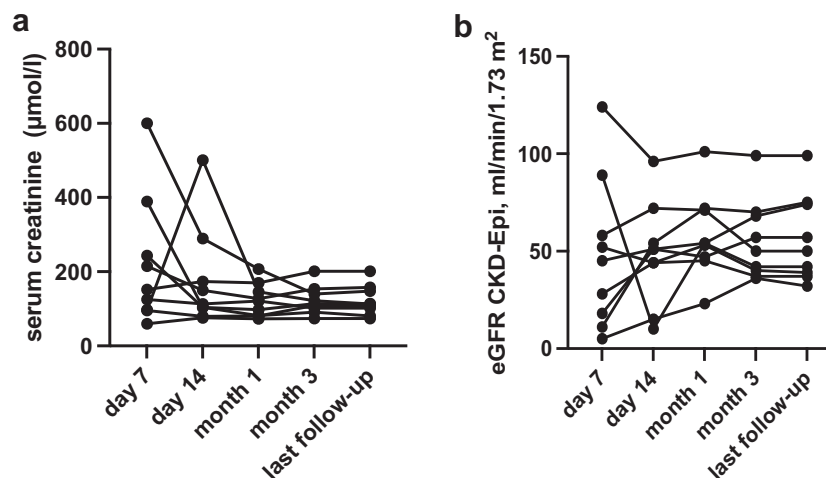 a
serum creatinine (µmol/l)
800
600
400
200
0
day 7
day 14
month 1
month 3
last follow-up
b
eGFR CKD-Epi, ml/min/1.73 m²
150
100
50
0
day 7
day 14
month 1
month 3
last follow-up